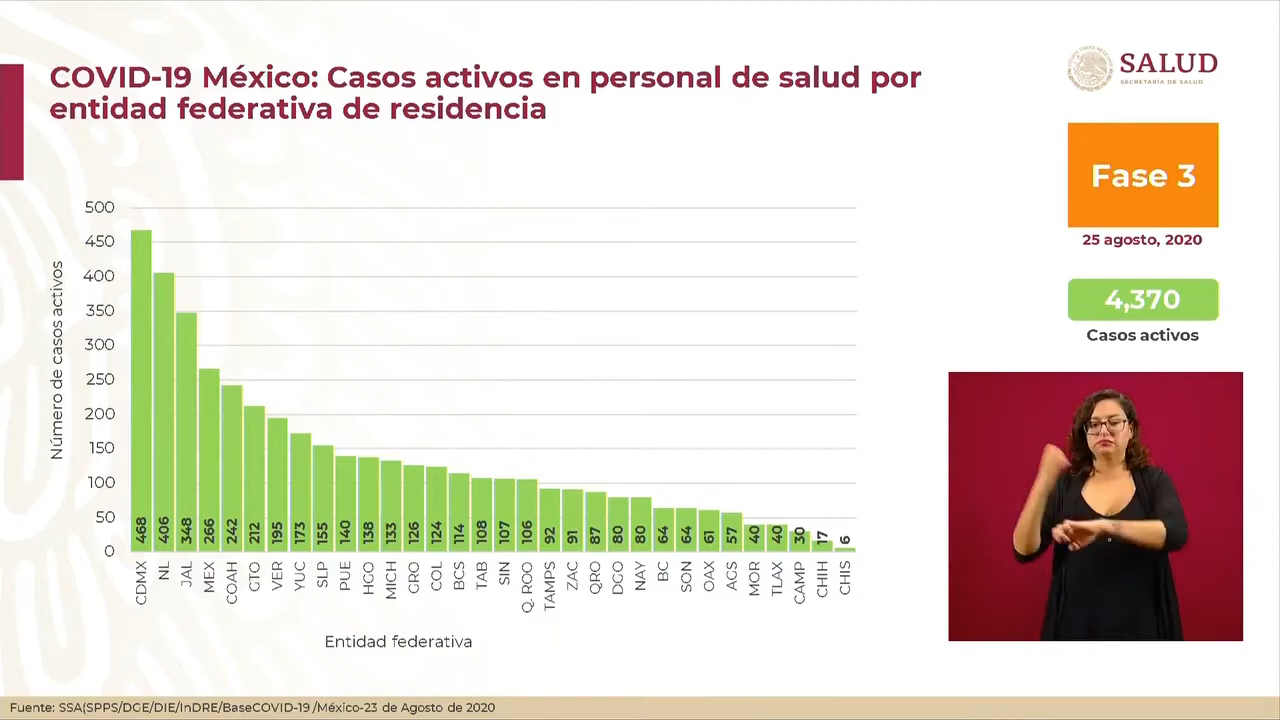 COVID-19 México: Casos activos en personal de salud por
entidad federativa de residencia
SALUD
SECRETARÍA DE SALUD
Fase 3
25 agosto, 2020
4,370
Casos activos
Número de casos activos
500
450
400
350
300
250
200
150
100
50
0
468 406 348 266 242 212 195 173 155 140 138 133 126 124 114 108 107 106 92 91 87 80 80 64 64 61 57 40 40 30 17 6
CDMX NL JAL MEX COAH GTO VER YUC SLP PUE HGO MICH GRO COL BCS TAB SIN Q. ROO TAMPS ZAC QRO DGO NAY BC SON OAX AGS MOR TLAX CAMP CHIH CHIS
Entidad federativa
Fuente: SSA(SPPS/DGE/DIE/InDRE/BaseCOVID-19 /México-23 de Agosto de 2020